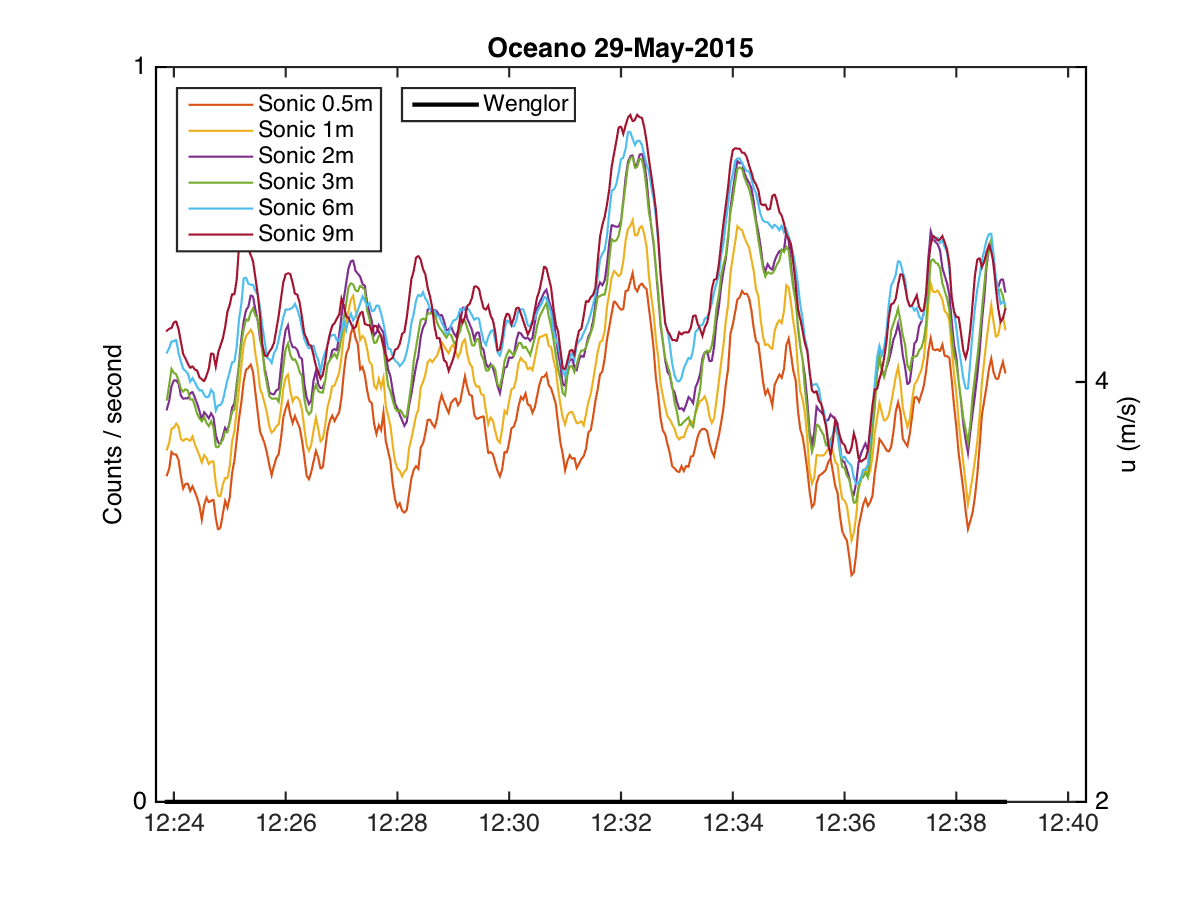 Oceano 29-May-2015
1
Sonic 0.5m
Wenglor
Sonic 1m
Sonic 2m
Sonic 3m
Sonic 6m
Sonic 9m
Counts / second
4
u (m/s)
0
2
12:24 12:26 12:28 12:30 12:32 12:34 12:36 12:38 12:40